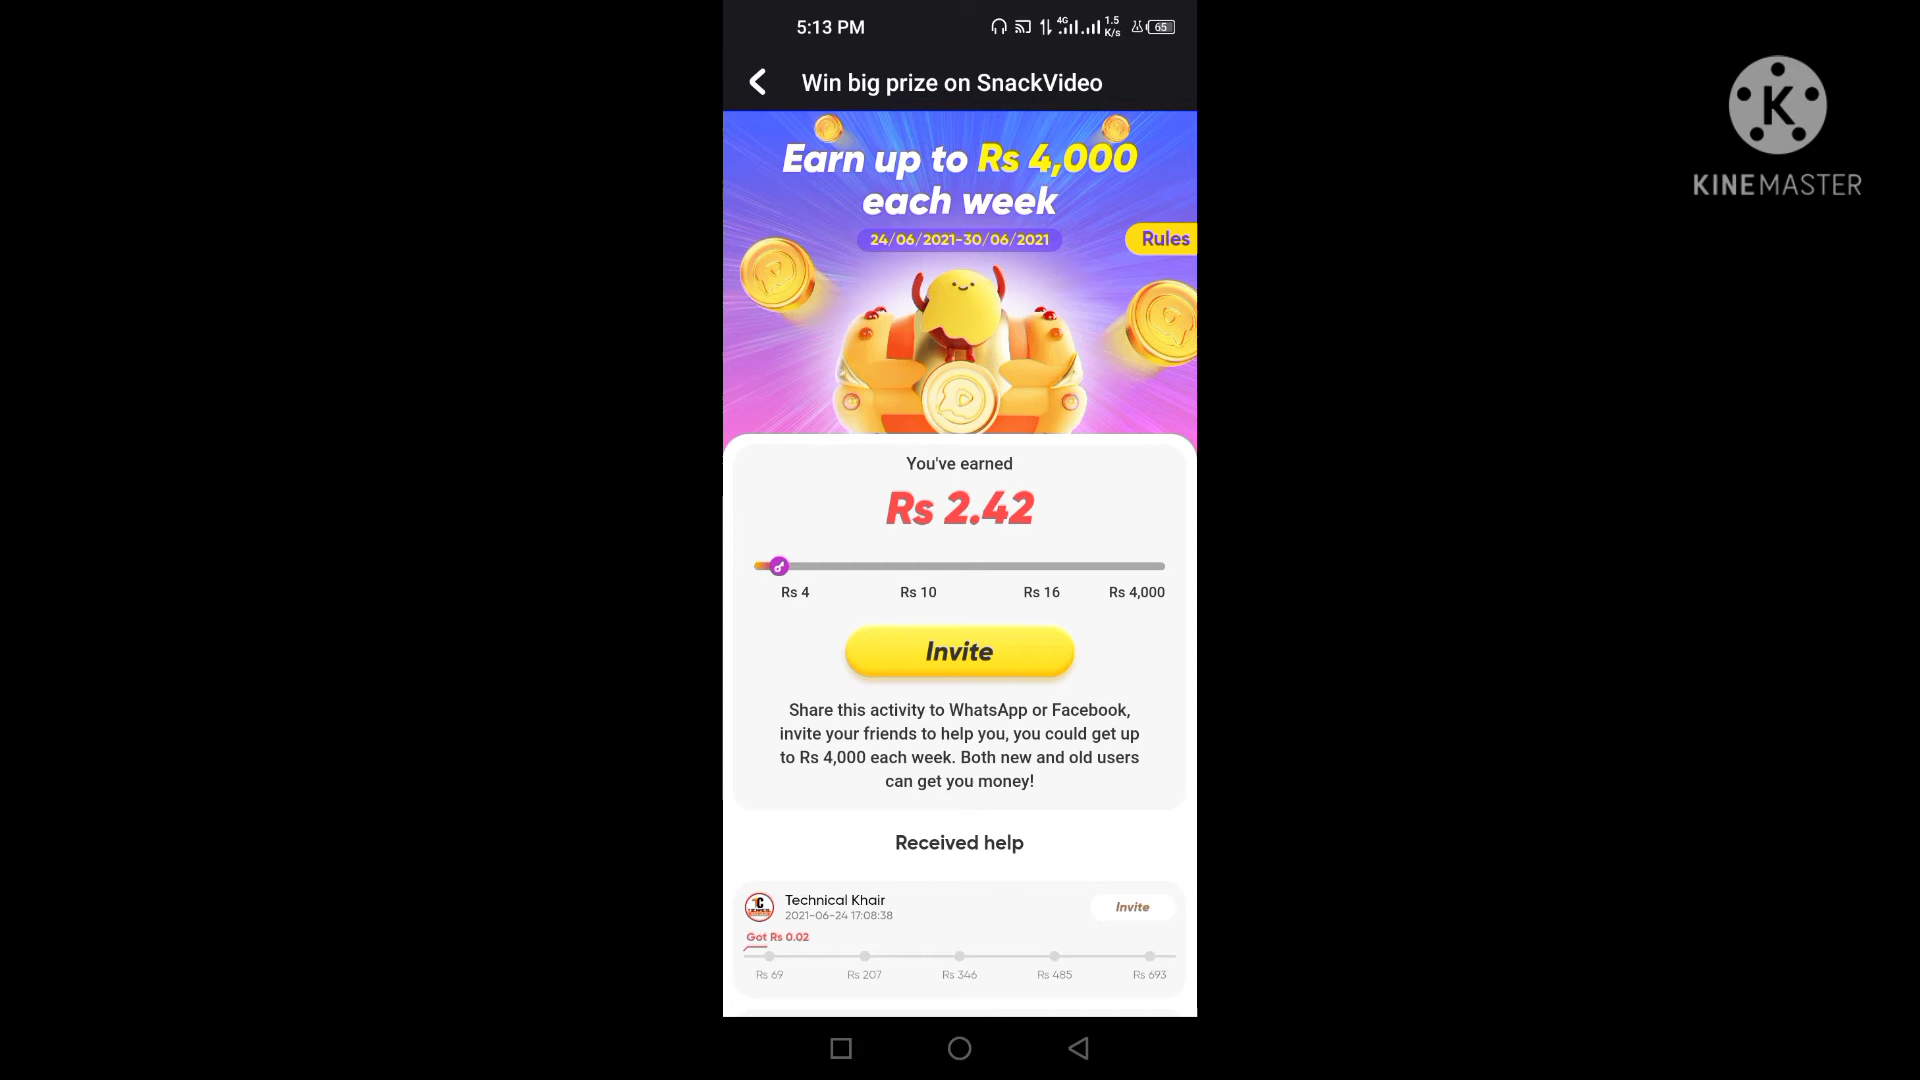 5:13 PM
4G
1.5
K/s
65
Win big prize on SnackVideo
Earn up to Rs 4,000
each week
24/06/2021-30/06/2021
Rules
You've earned
Rs 2.42
Rs 4 Rs 10 Rs 16 Rs 4,000
Invite
Share this activity to WhatsApp or Facebook,
invite your friends to help you, you could get up
to Rs 4,000 each week. Both new and old users
can get you money!
Received help
Technical Khair
2021-06-24 17:08:38
Invite
Got Rs 0.02
Rs 69 Rs 207 Rs 346 Rs 485 Rs 693
K
KINEMASTER